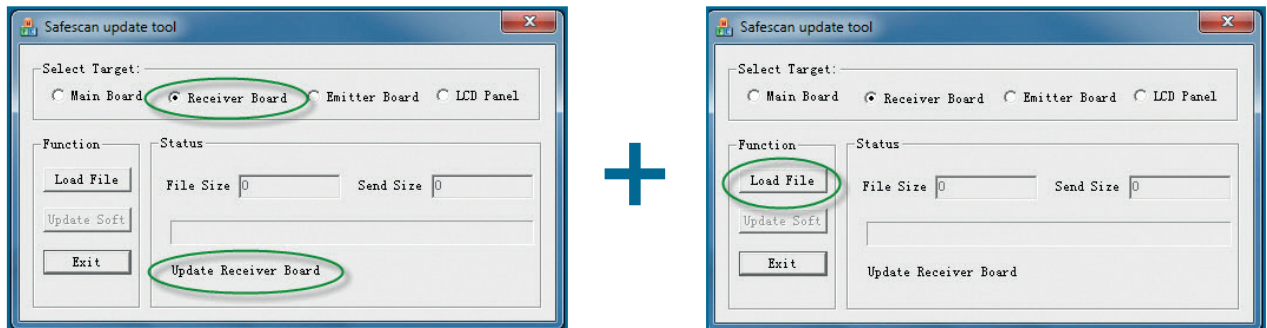 Safescan update tool
Select Target:
Main Board Receiver Board Emitter Board LCD Panel
Function
Status
Load File
File Size 0 Send Size 0
Update Soft
Exit
Update Receiver Board
+
Safescan update tool
Select Target:
Main Board Receiver Board Emitter Board LCD Panel
Function
Status
Load File
File Size 0 Send Size 0
Update Soft
Exit
Update Receiver Board